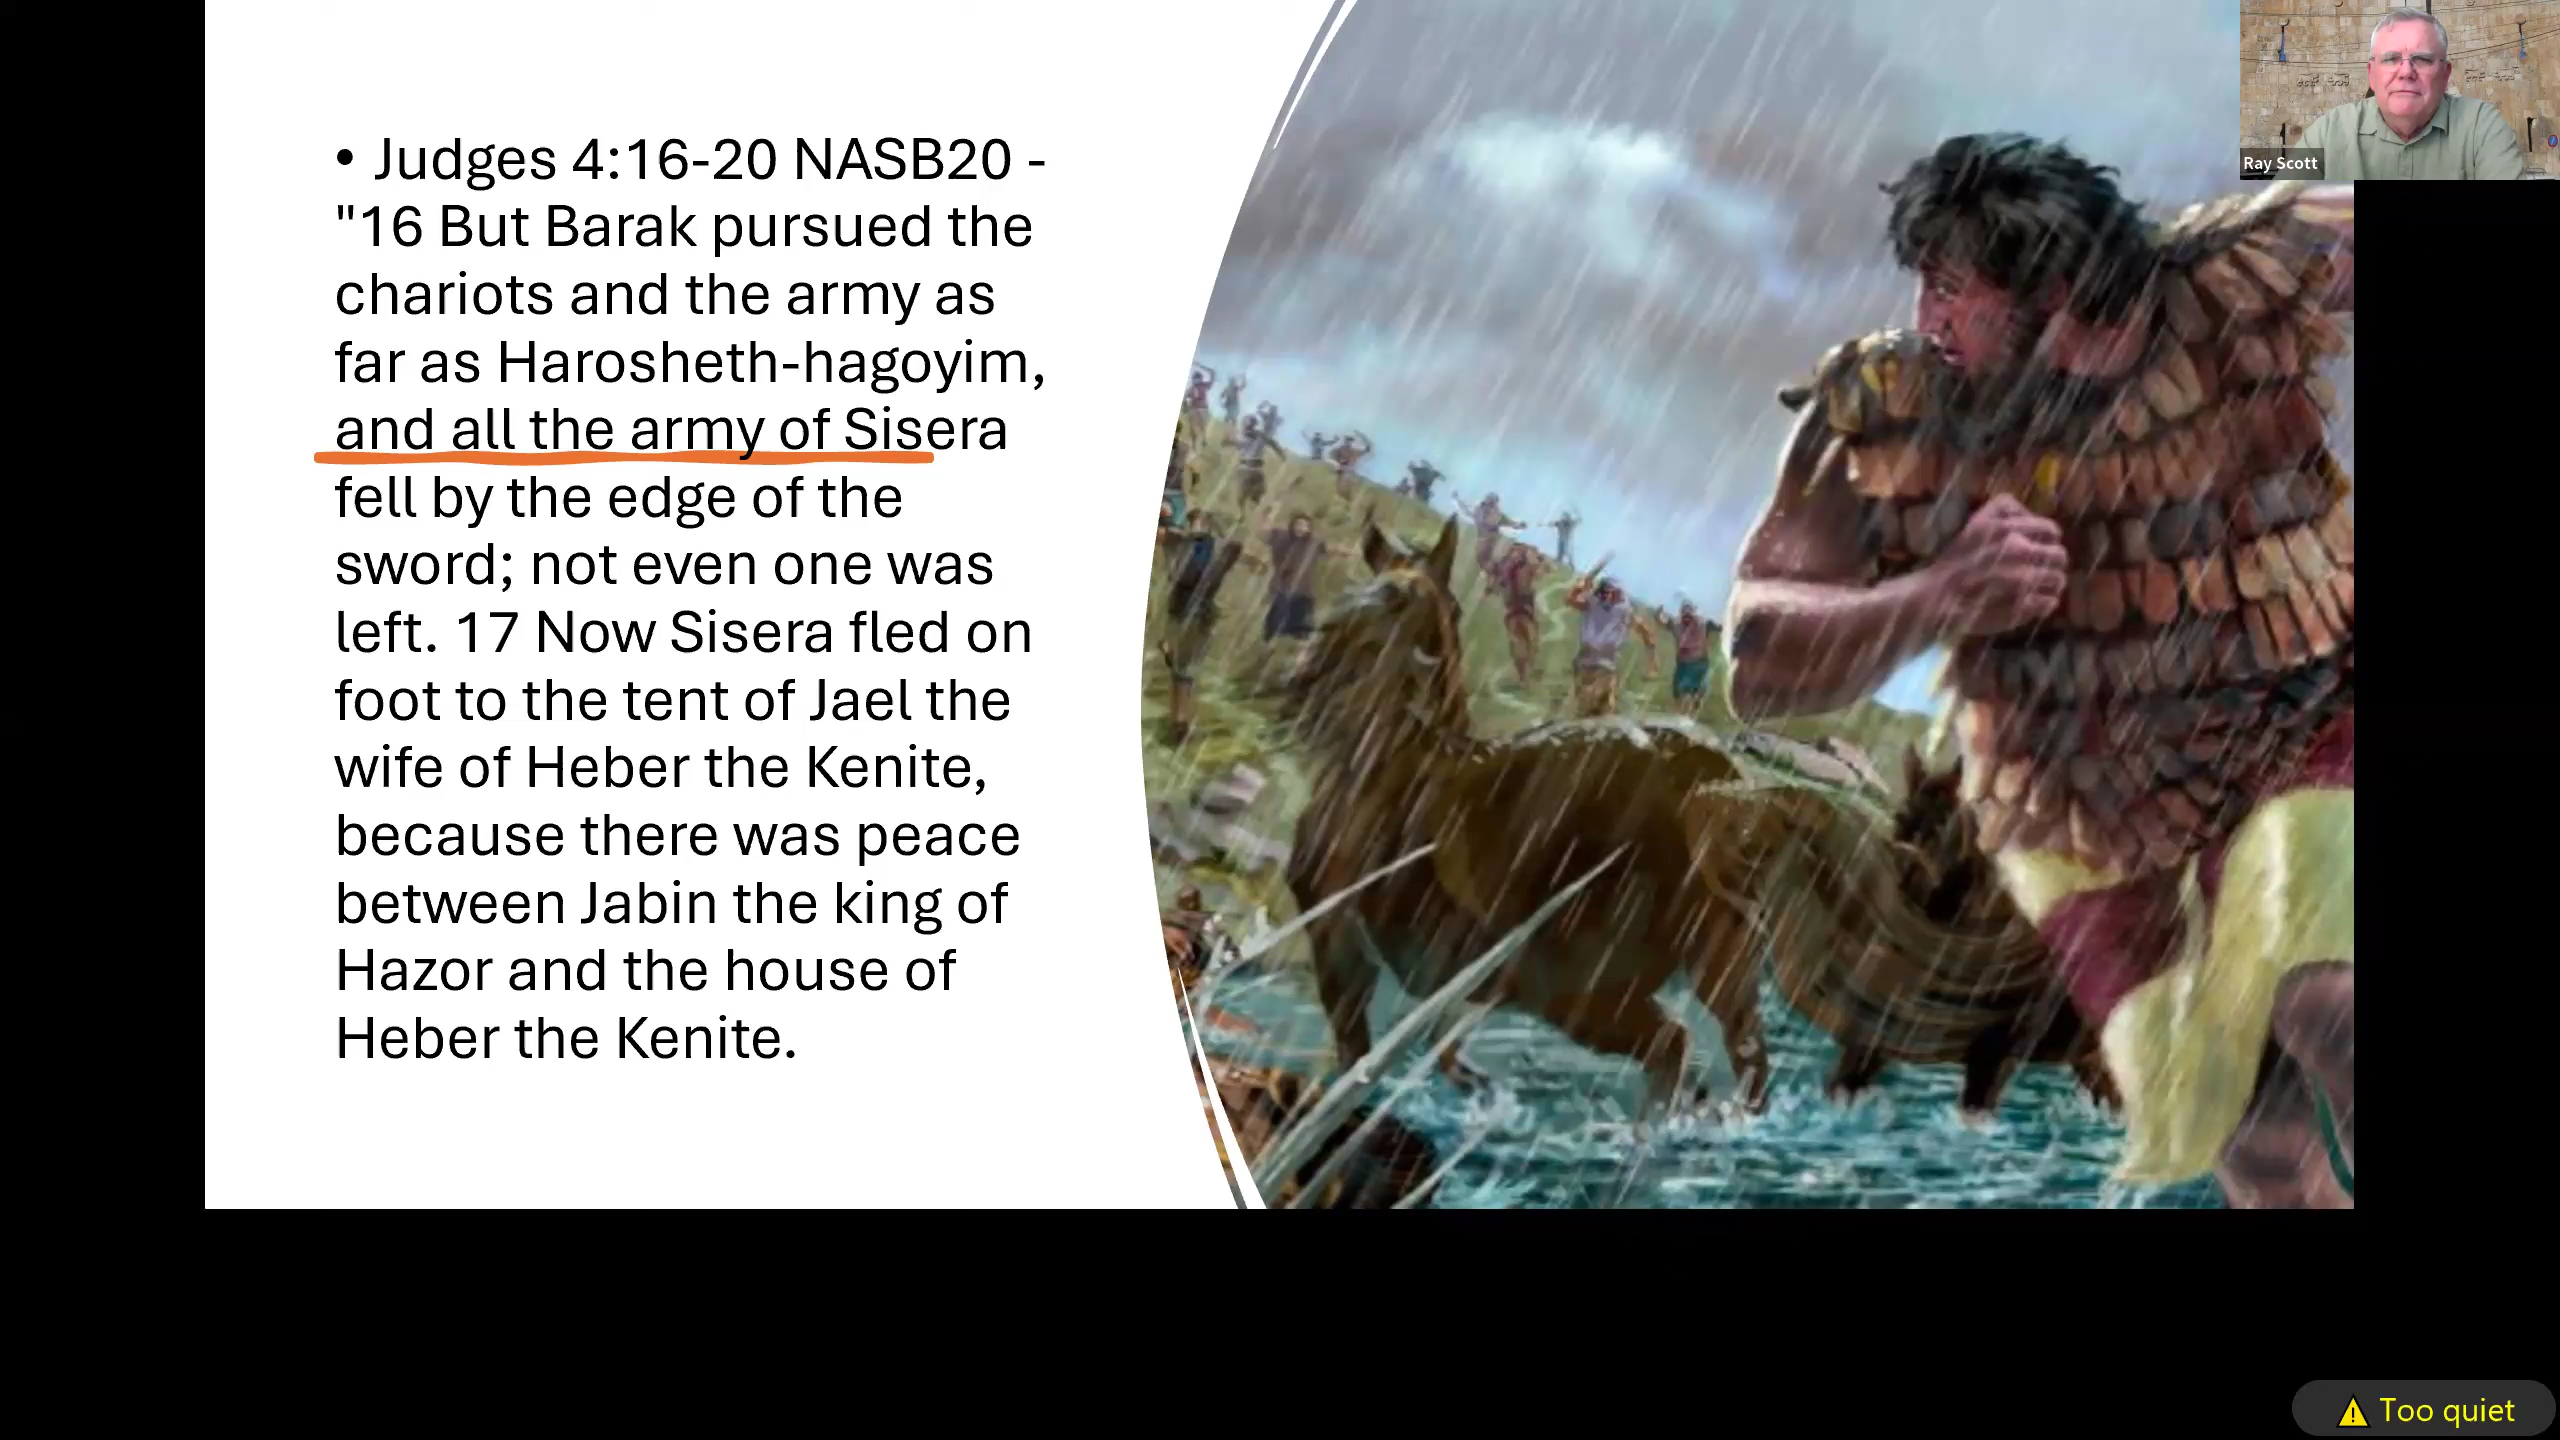 • Judges 4:16-20 NASB20 -
"16 But Barak pursued the
chariots and the army as
far as Harosheth-hagoyim,
and all the army of Sisera
fell by the edge of the
sword; not even one was
left. 17 Now Sisera fled on
foot to the tent of Jael the
wife of Heber the Kenite,
because there was peace
between Jabin the king of
Hazor and the house of
Heber the Kenite.
Ray Scott
Too quiet